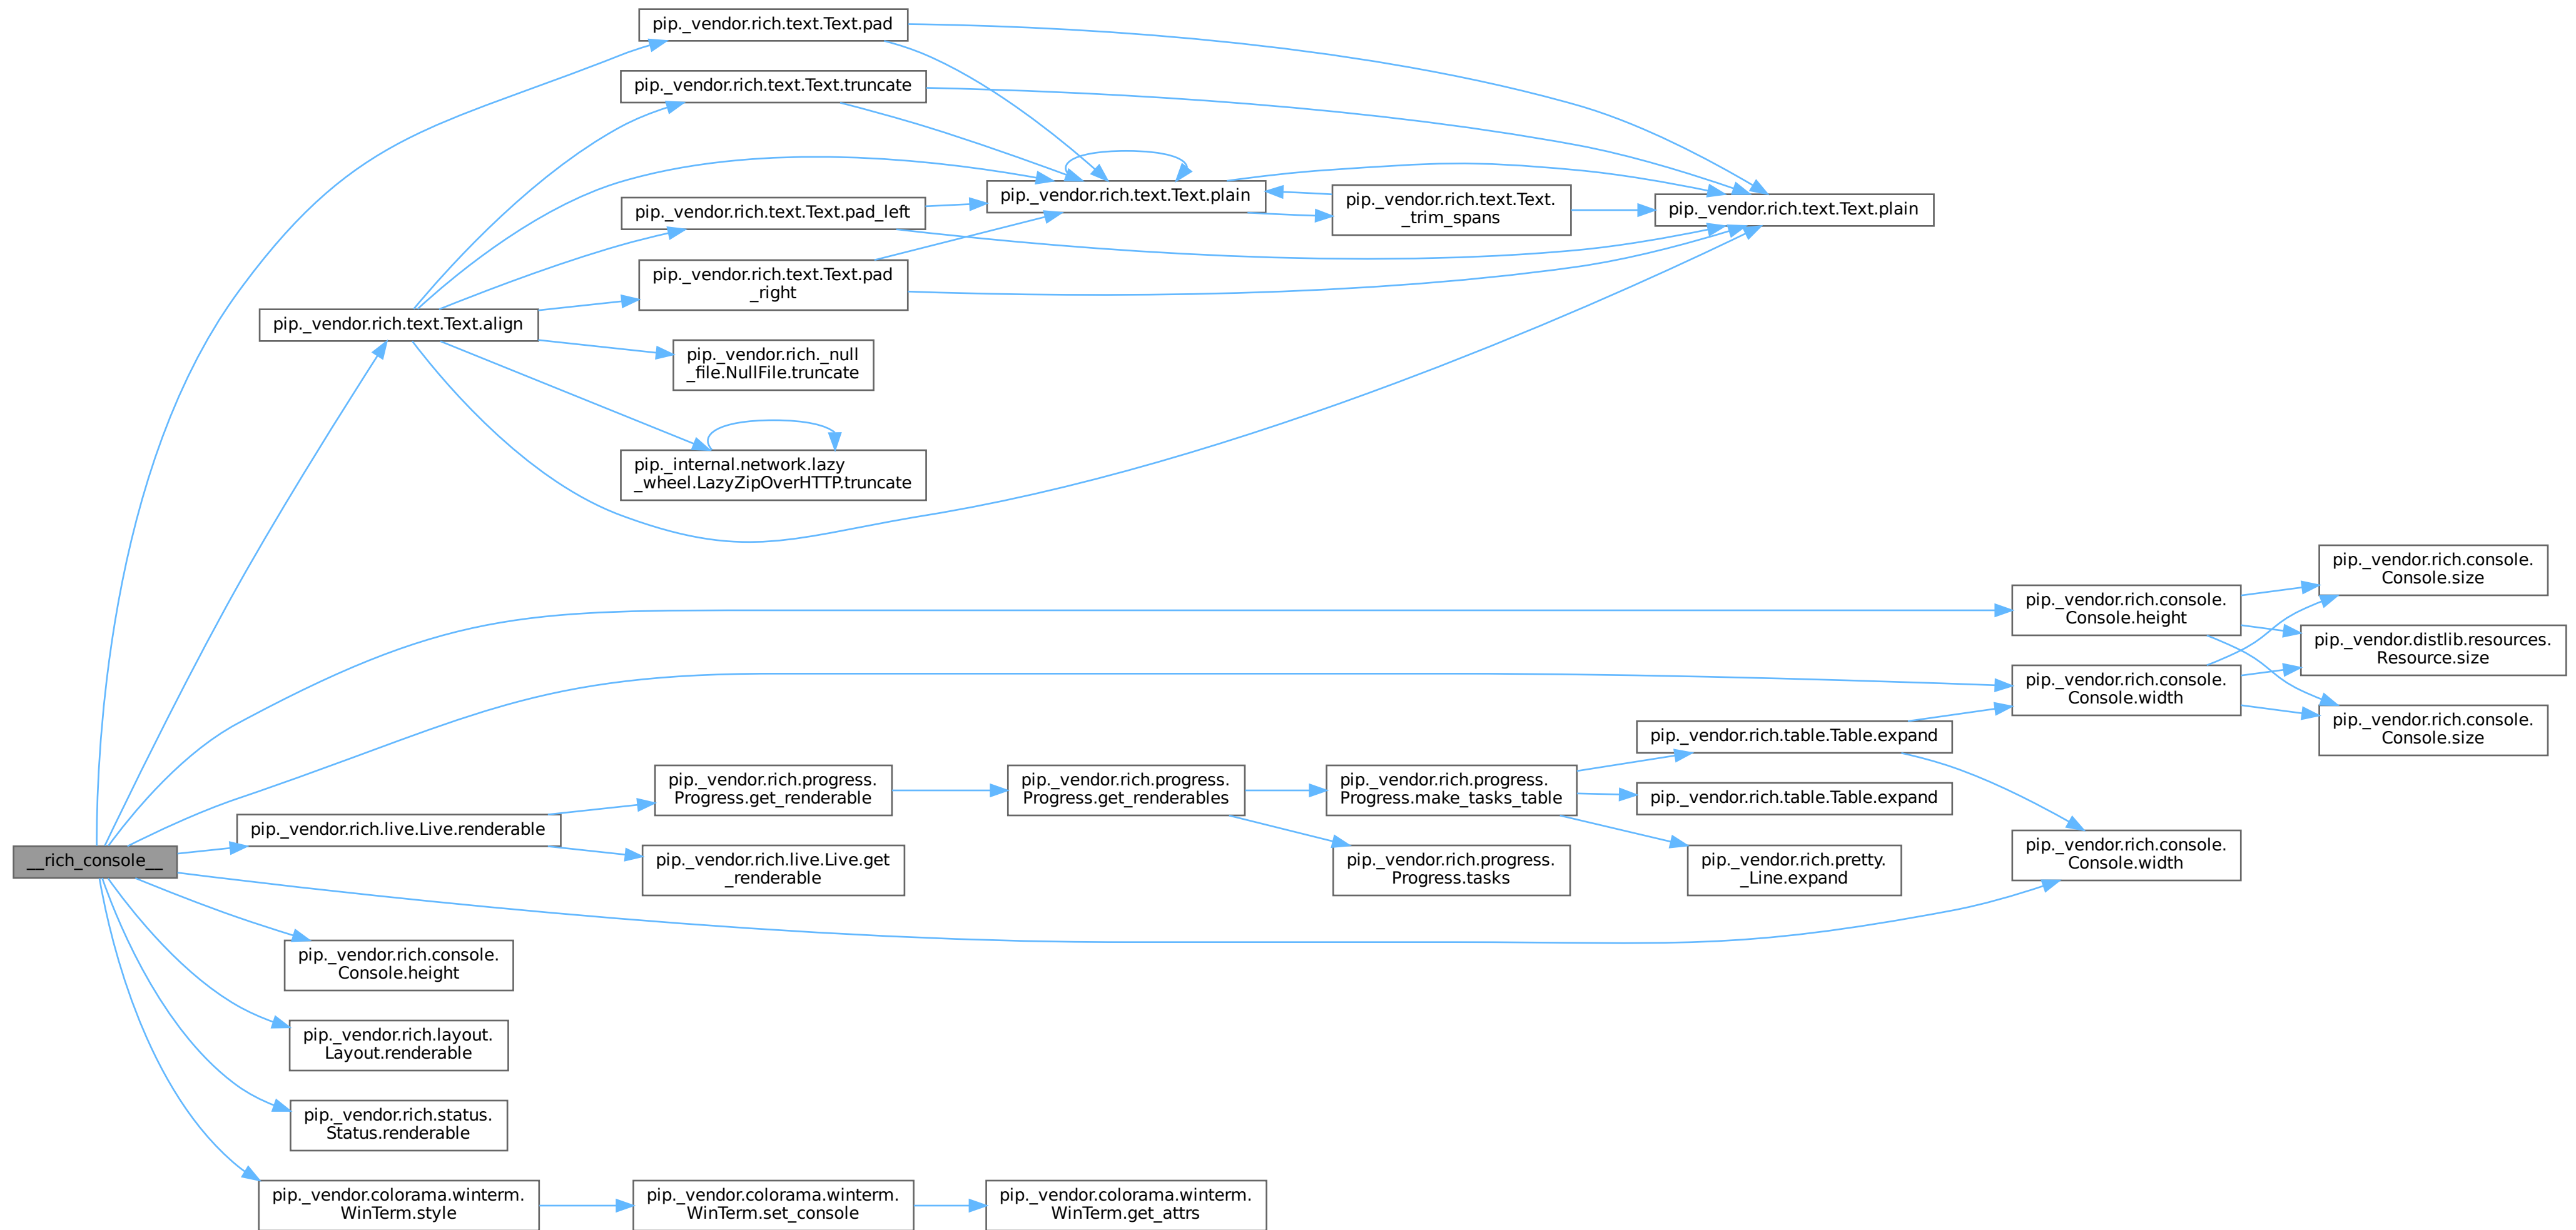 pip._vendor.rich.text.Text.pad
pip._vendor.rich.text.Text.truncate
pip._vendor.rich.text.Text.plain
pip._vendor.rich.text.Text.
_trim_spans
pip._vendor.rich.text.Text.plain
pip._vendor.rich.text.Text.pad_left
pip._vendor.rich.text.Text.pad
_right
pip._vendor.rich.text.Text.align
pip._vendor.rich._null
_file.NullFile.truncate
pip._internal.network.lazy
_wheel.LazyZipOverHTTP.truncate
pip._vendor.rich.console.
Console.size
pip._vendor.rich.console.
Console.height
pip._vendor.distlib.resources.
Resource.size
pip._vendor.rich.console.
Console.width
pip._vendor.rich.console.
Console.size
pip._vendor.rich.table.Table.expand
pip._vendor.rich.progress.
Progress.get_renderable
pip._vendor.rich.progress.
Progress.get_renderables
pip._vendor.rich.progress.
Progress.make_tasks_table
pip._vendor.rich.table.Table.expand
pip._vendor.rich.live.Live.renderable
__rich_console__
pip._vendor.rich.live.Live.get
_renderable
pip._vendor.rich.progress.
Progress.tasks
pip._vendor.rich.pretty.
_Line.expand
pip._vendor.rich.console.
Console.width
pip._vendor.rich.console.
Console.height
pip._vendor.rich.layout.
Layout.renderable
pip._vendor.rich.status.
Status.renderable
pip._vendor.colorama.winterm.
WinTerm.style
pip._vendor.colorama.winterm.
WinTerm.set_console
pip._vendor.colorama.winterm.
WinTerm.get_attrs